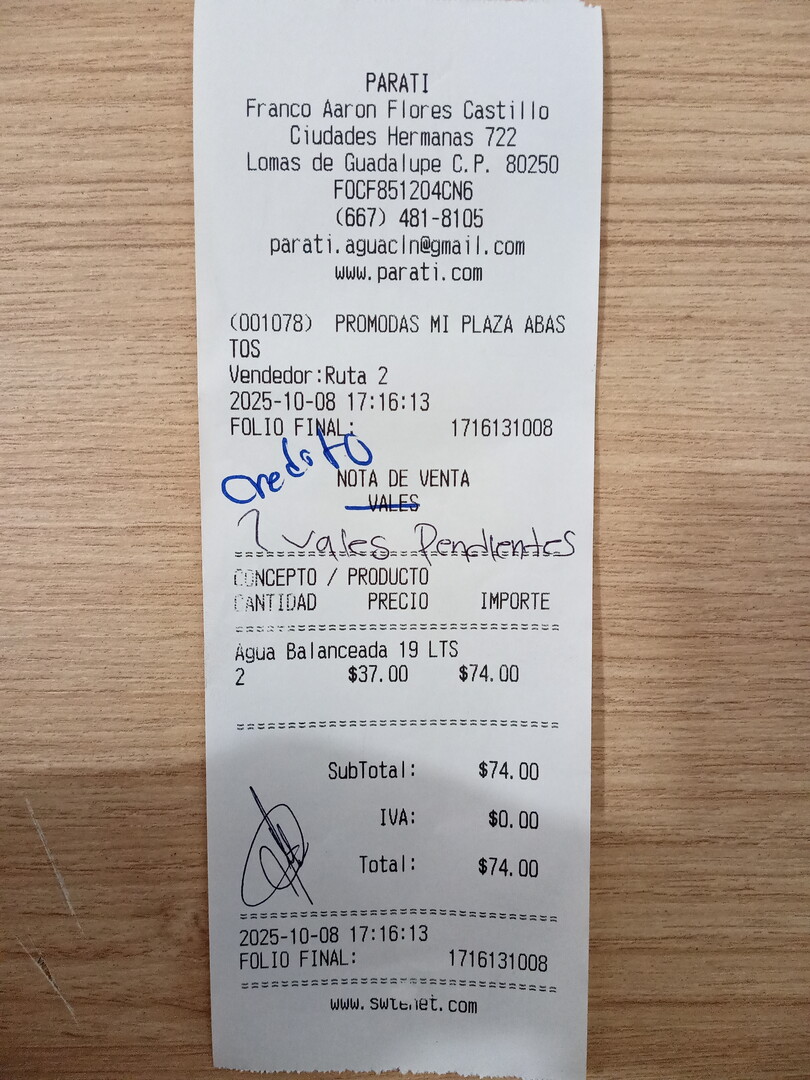 PARATI
Franco Aaron Flores Castillo
Ciudades Hermanas 722
Lomas de Guadalupe C.P. 80250
FOCF851204CN6
(667) 481-8105
parati.aguacln@gmail.com
www.parati.com
(001078) PROMODAS MI PLAZA ABAS
TOS
Vendedor:Ruta 2
2025-10-08 17:16:13
FOLIO FINAL: 1716131008
Credito
NOTA DE VENTA
VALES
2 vales Pendientes
CONCEPTO / PRODUCTO
CANTIDAD PRECIO IMPORTE
Agua Balanceada 19 LTS
2 $37.00 $74.00
SubTotal: $74.00
IVA: $0.00
Total: $74.00
2025-10-08 17:16:13
FOLIO FINAL: 1716131008